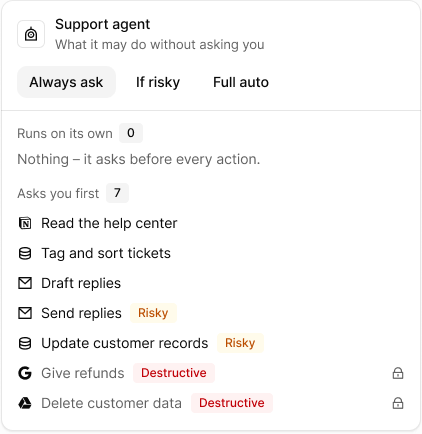 Support agent
What it may do without asking you
Always ask If risky Full auto
Runs on its own 0
Nothing – it asks before every action.
Asks you first 7
Read the help center
Tag and sort tickets
Draft replies
Send replies Risky
Update customer records Risky
Give refunds Destructive
Delete customer data Destructive